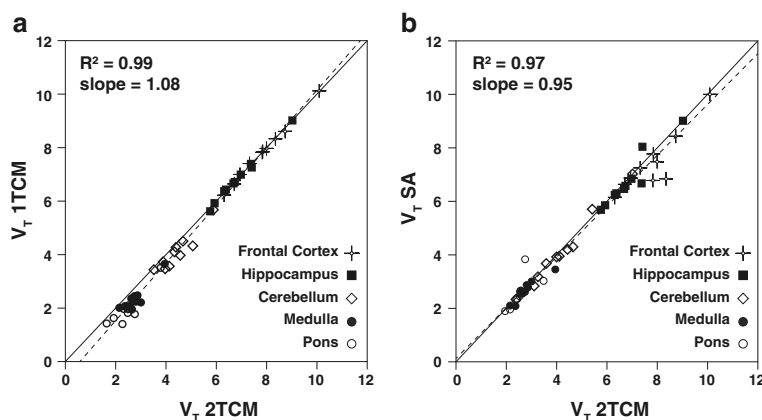 a
R² = 0.99
slope = 1.08
12
10
8
6
4
2
0
V_T 1TCM
Frontal Cortex
Hippocampus
Cerebellum
Medulla
Pons
0 2 4 6 8 10 12
V_T 2TCM
b
R² = 0.97
slope = 0.95
12
10
8
6
4
2
0
V_T SA
Frontal Cortex
Hippocampus
Cerebellum
Medulla
Pons
0 2 4 6 8 10 12
V_T 2TCM